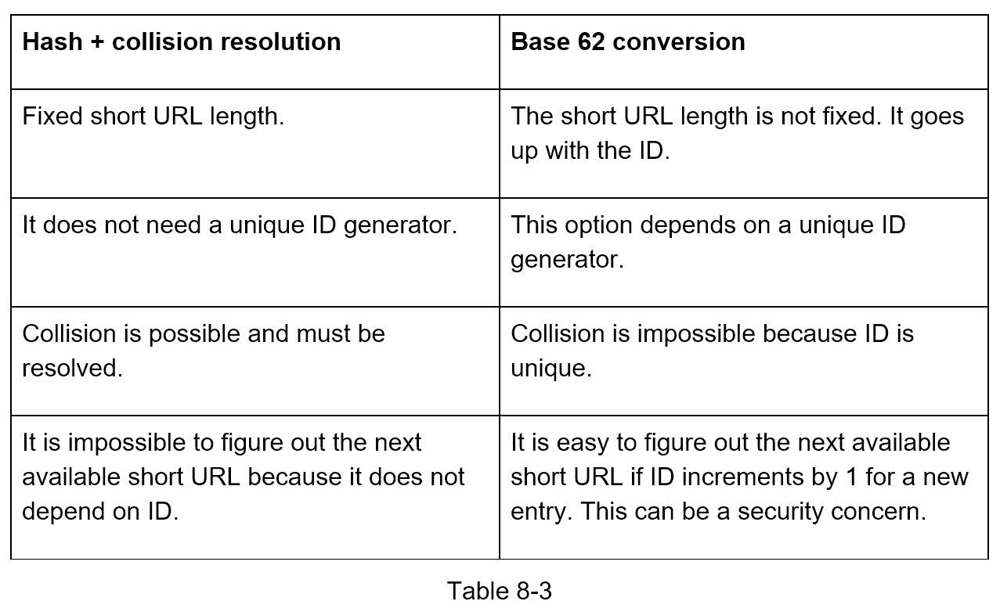 Hash + collision resolution
Base 62 conversion
Fixed short URL length.
The short URL length is not fixed. It goes
up with the ID.
It does not need a unique ID generator.
This option depends on a unique ID
generator.
Collision is possible and must be
resolved.
Collision is impossible because ID is
unique.
It is impossible to figure out the next
available short URL because it does not
depend on ID.
It is easy to figure out the next available
short URL if ID increments by 1 for a new
entry. This can be a security concern.
Table 8-3